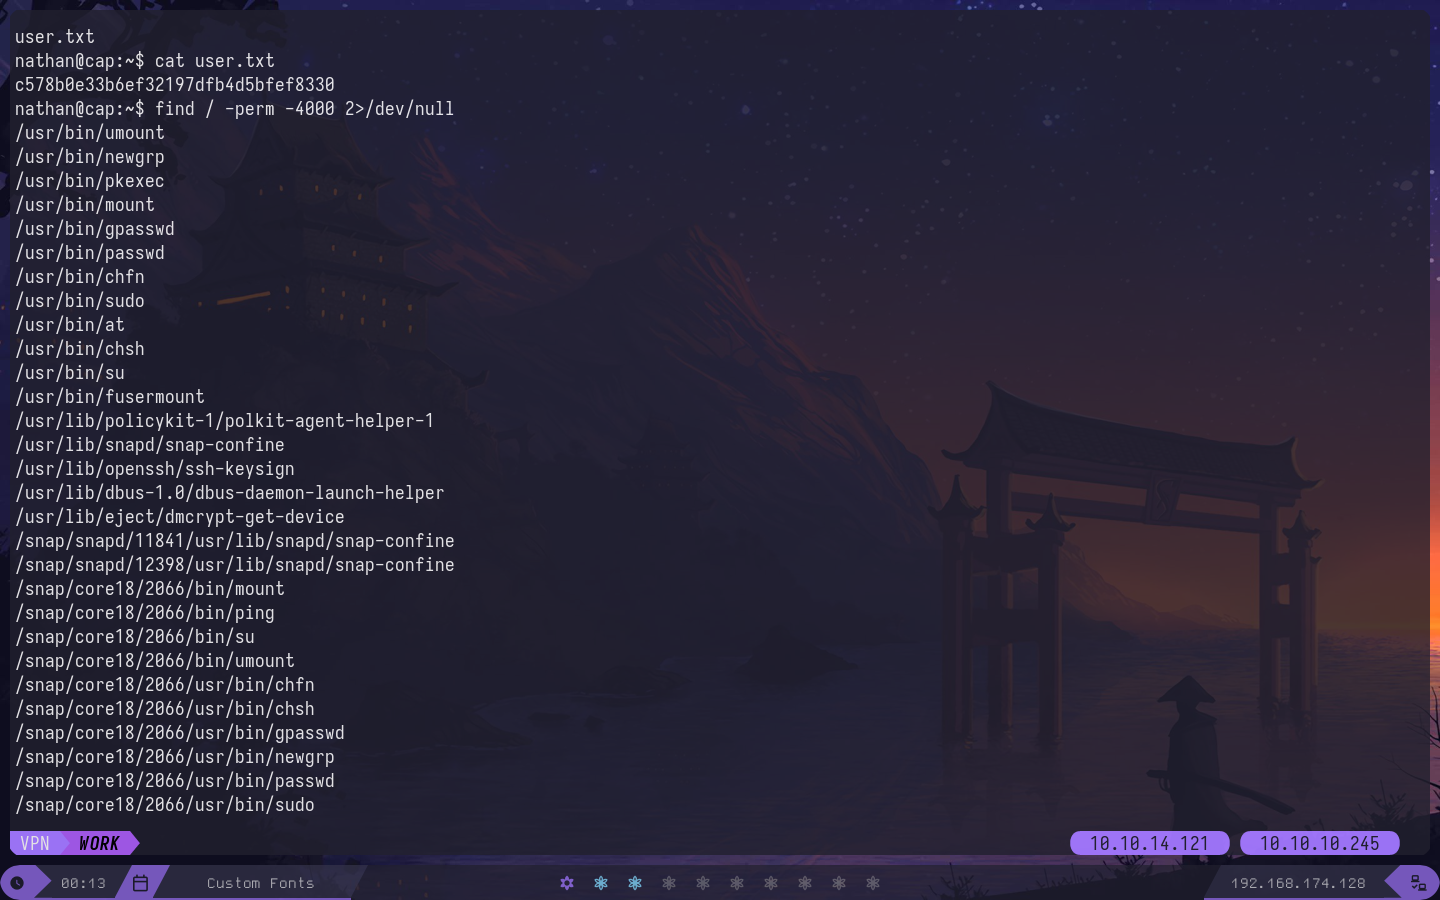 user.txt
nathan@cap:~$ cat user.txt
c578b0e33b6ef32197dfb4d5bfef8330
nathan@cap:~$ find / -perm -4000 2>/dev/null
/usr/bin/umount
/usr/bin/newgrp
/usr/bin/pkexec
/usr/bin/mount
/usr/bin/gpasswd
/usr/bin/passwd
/usr/bin/chfn
/usr/bin/sudo
/usr/bin/at
/usr/bin/chsh
/usr/bin/su
/usr/bin/fusermount
/usr/lib/policykit-1/polkit-agent-helper-1
/usr/lib/snapd/snap-confine
/usr/lib/openssh/ssh-keysign
/usr/lib/dbus-1.0/dbus-daemon-launch-helper
/usr/lib/eject/dmcrypt-get-device
/snap/snapd/11841/usr/lib/snapd/snap-confine
/snap/snapd/12398/usr/lib/snapd/snap-confine
/snap/core18/2066/bin/mount
/snap/core18/2066/bin/ping
/snap/core18/2066/bin/su
/snap/core18/2066/bin/umount
/snap/core18/2066/usr/bin/chfn
/snap/core18/2066/usr/bin/chsh
/snap/core18/2066/usr/bin/gpasswd
/snap/core18/2066/usr/bin/newgrp
/snap/core18/2066/usr/bin/passwd
/snap/core18/2066/usr/bin/sudo
VPN WORK 10.10.14.121 10.10.10.245
00:13 Custom Fonts 192.168.174.128